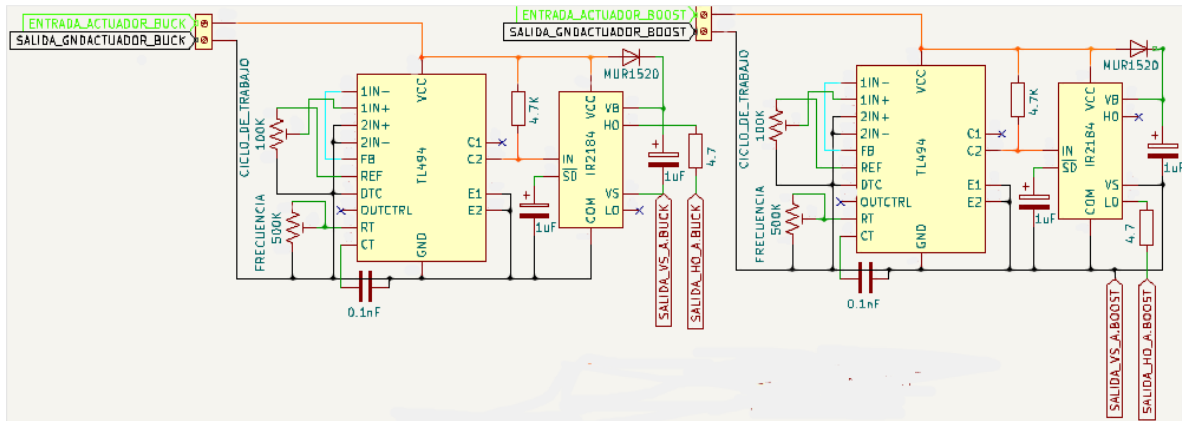 ENTRADA_ACTUADOR_BUCK
SALIDA_GNDACTUADOR_BUCK
CICLO_DE_TRABAJO
100K
FRECUENCIA
500K
1IN-
1IN+
2IN+
2IN-
FB
REF
DTC
OUTCTRL
RT
CT
VCC
TL494
GND
C1
C2
E1
E2
0.1nF
4.7K
1uF
MUR1520
IN
SD
VCC
IR2184
COM
VB
HO
VS
LO
1uF
4.7
SALIDA_VS_A.BUCK
SALIDA_HO_A.BUCK
ENTRADA_ACTUADOR_BOOST
SALIDA_GNDACTUADOR_BOOST
CICLO_DE_TRABAJO
100K
FRECUENCIA
500K
1IN-
1IN+
2IN+
2IN-
FB
REF
DTC
OUTCTRL
RT
CT
VCC
TL494
GND
C1
C2
E1
E2
0.1nF
4.7K
1uF
MUR1520
IN
SD
VCC
IR2184
COM
VB
HO
VS
LO
1uF
4.7
SALIDA_VS_A.BOOST
SALIDA_HO_A.BOOST